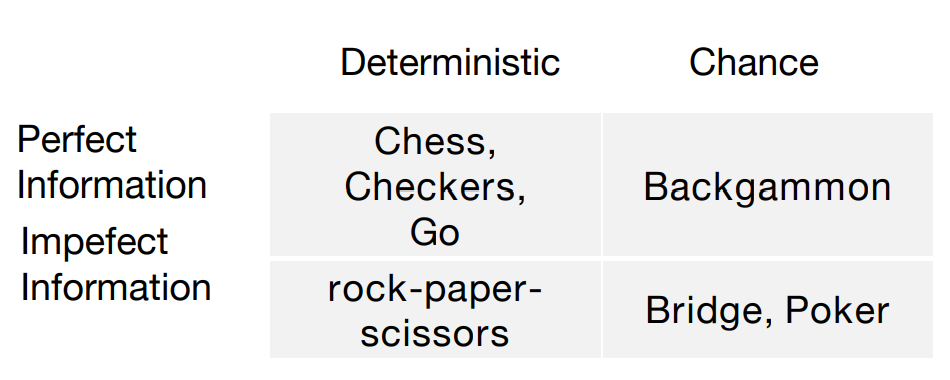 Deterministic Chance
Perfect
Information
Chess,
Checkers,
Go
Backgammon
Impefect
Information
rock-paper-
scissors
Bridge, Poker